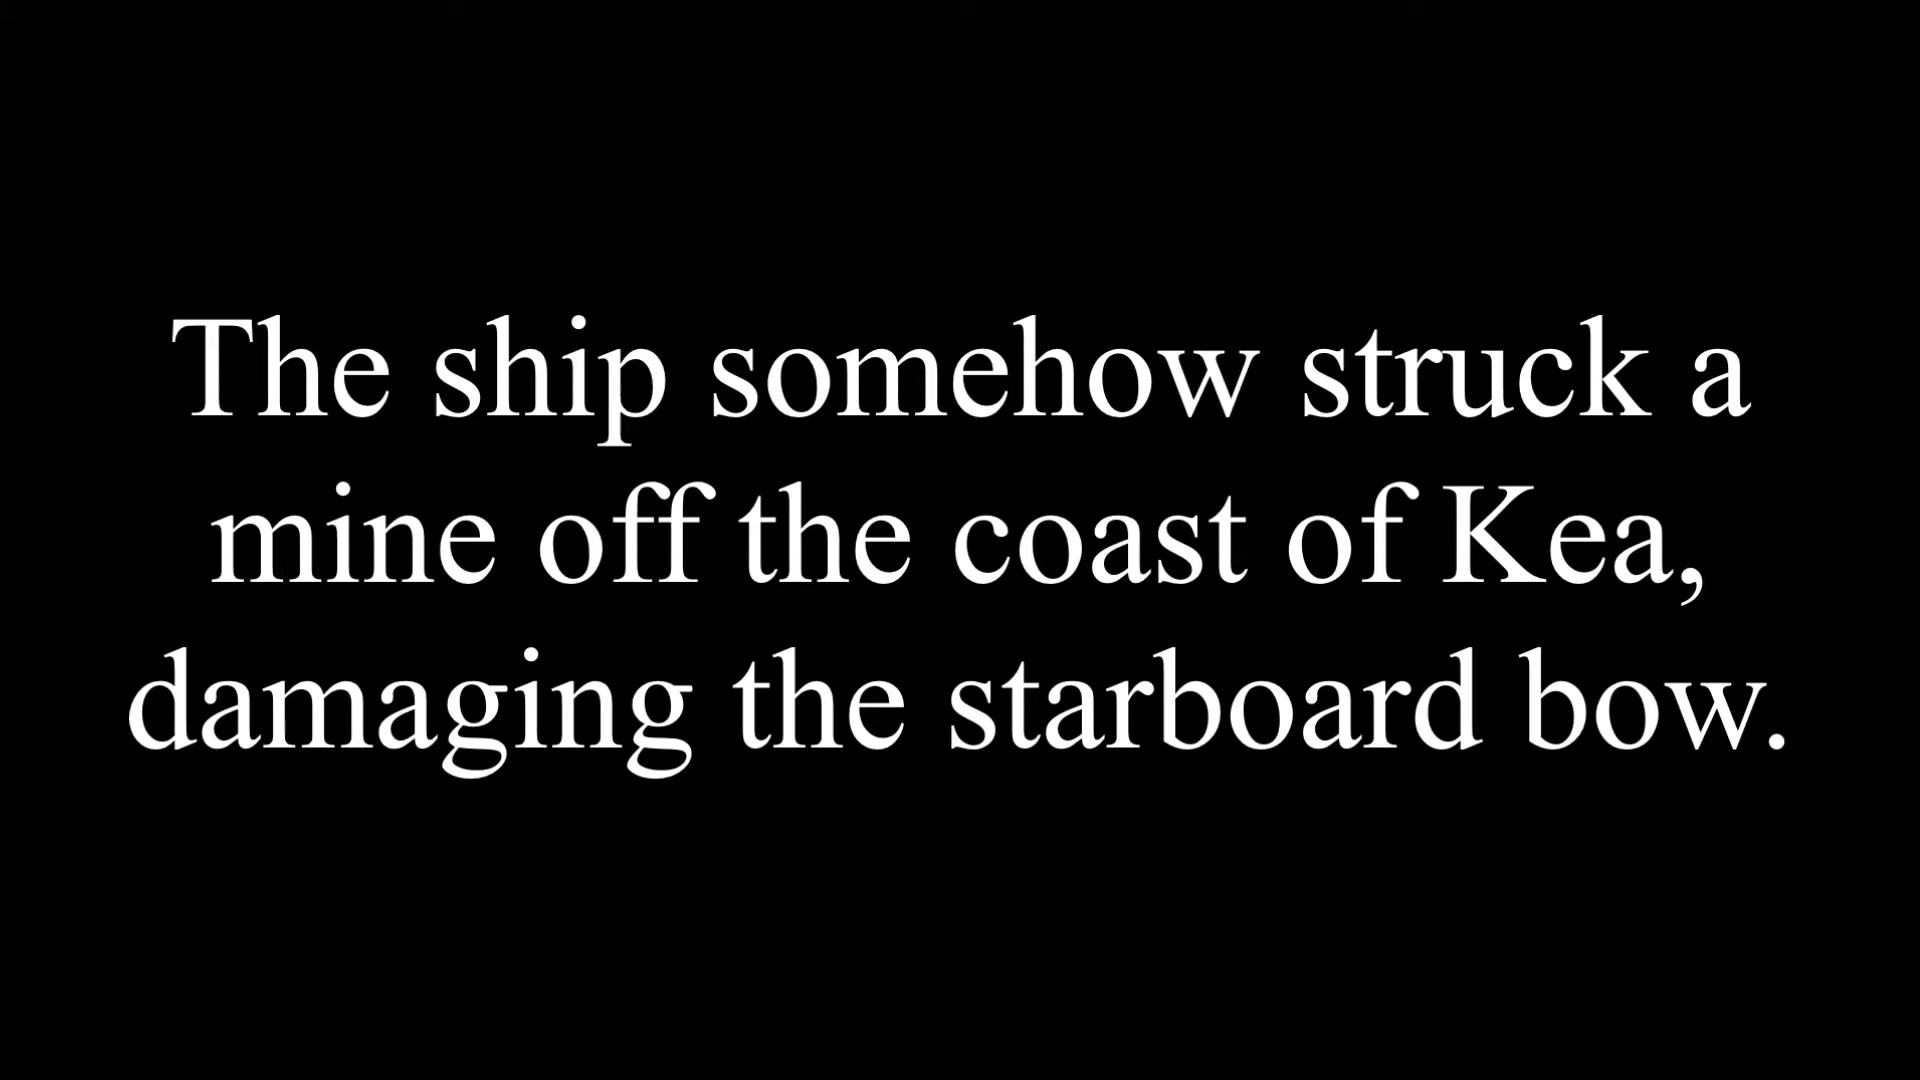 The ship somehow struck a
mine off the coast of Kea,
damaging the starboard bow.